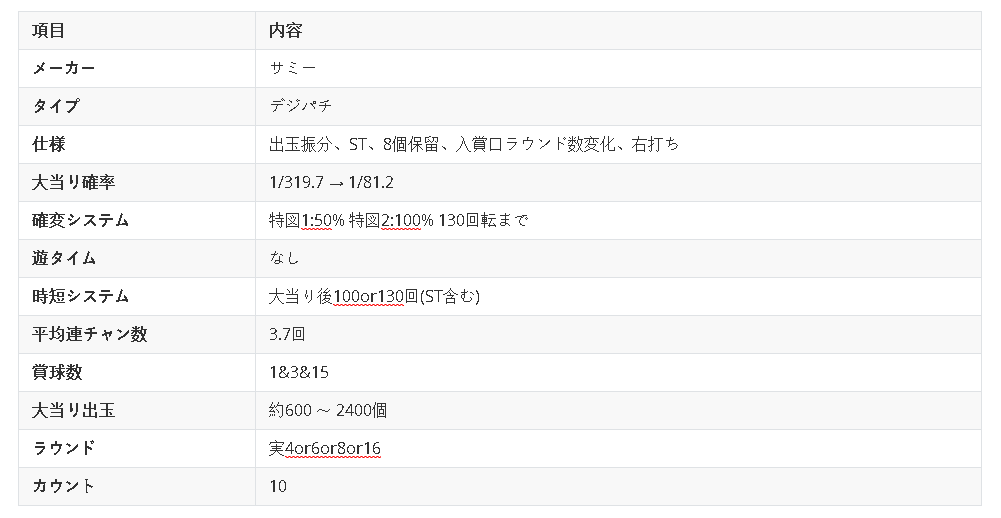 項目 内容
メーカー サミー
タイプ デジパチ
仕様 出玉振分、ST、8個保留、入賞口ラウンド数変化、右打ち
大当り確率 1/319.7 → 1/81.2
確変システム 特図1:50% 特図2:100% 130回転まで
遊タイム なし
時短システム 大当り後100or130回(ST含む)
平均連チャン数 3.7回
賞球数 1&3&15
大当り出玉 約600 ～ 2400個
ラウンド 実4or6or8or16
カウント 10